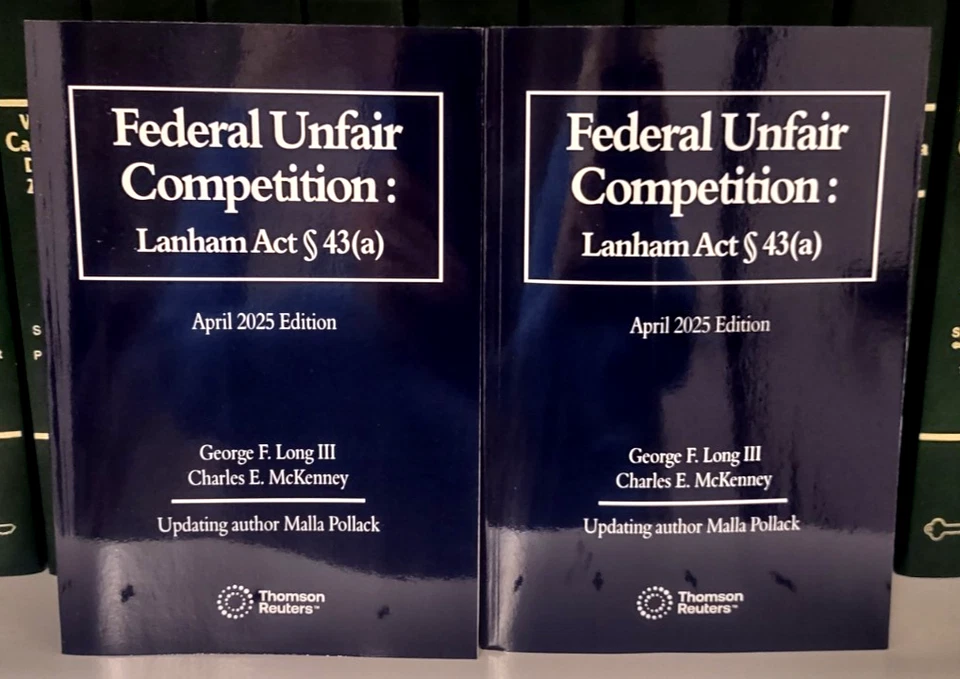 Federal Unfair
Competition :
Lanham Act § 43(a)
April 2025 Edition
George F. Long III
Charles E. McKenney
Updating author Malla Pollack
Thomson
Reuters™
Federal Unfair
Competition :
Lanham Act § 43(a)
April 2025 Edition
George F. Long III
Charles E. McKenney
Updating author Malla Pollack
Thomson
Reuters™